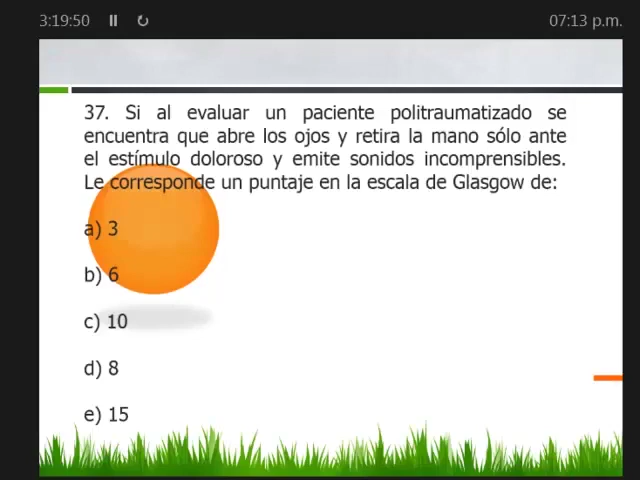 3:19:50
07:13 p.m.
37. Si al evaluar un paciente politraumatizado se
encuentra que abre los ojos y retira la mano sólo ante
el estímulo doloroso y emite sonidos incomprensibles.
Le corresponde un puntaje en la escala de Glasgow de:
a) 3
b) 6
c) 10
d) 8
e) 15